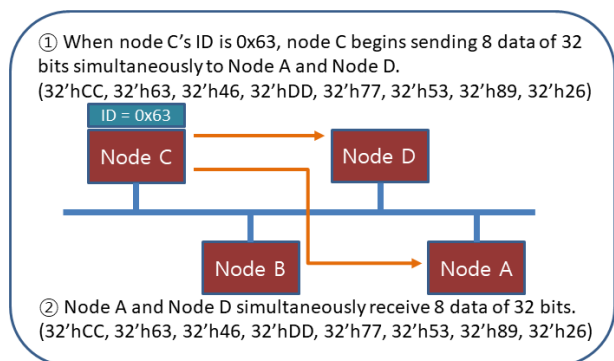 ① When node C’s ID is 0x63, node C begins sending 8 data of 32
bits simultaneously to Node A and Node D.
(32’hCC, 32’h63, 32’h46, 32’hDD, 32’h77, 32’h53, 32’h89, 32’h26)
ID = 0x63
Node C
Node D
Node B
Node A
② Node A and Node D simultaneously receive 8 data of 32 bits.
(32’hCC, 32’h63, 32’h46, 32’hDD, 32’h77, 32’h53, 32’h89, 32’h26)